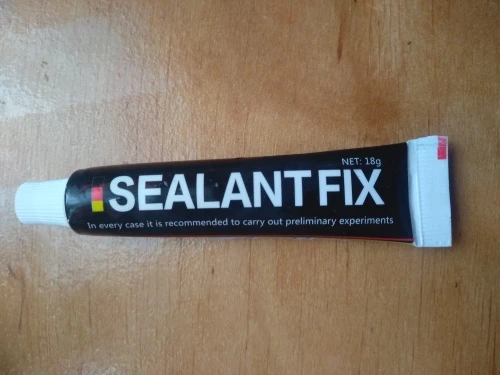 NET: 18g
SEALANT FIX
In every case it is recommended to carry out preliminary experiments